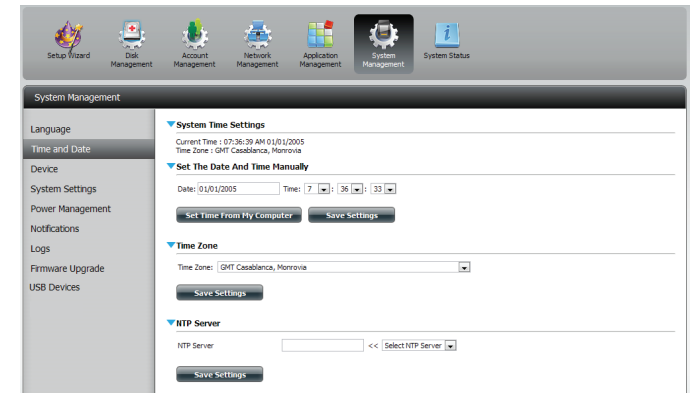 Setup Wizard
Disk Management
Account Management
Network Management
Application Management
System Management
System Status
System Management
Language
Time and Date
Device
System Settings
Power Management
Notifications
Logs
Firmware Upgrade
USB Devices
System Time Settings
Current Time : 07:36:39 AM 01/01/2005
Time Zone : GMT Casablanca, Monrovia
Set The Date And Time Manually
Date: 01/01/2005 Time: 7 : 36 : 33
Set Time From My Computer Save Settings
Time Zone
Time Zone: GMT Casablanca, Monrovia
Save Settings
NTP Server
NTP Server << Select NTP Server
Save Settings